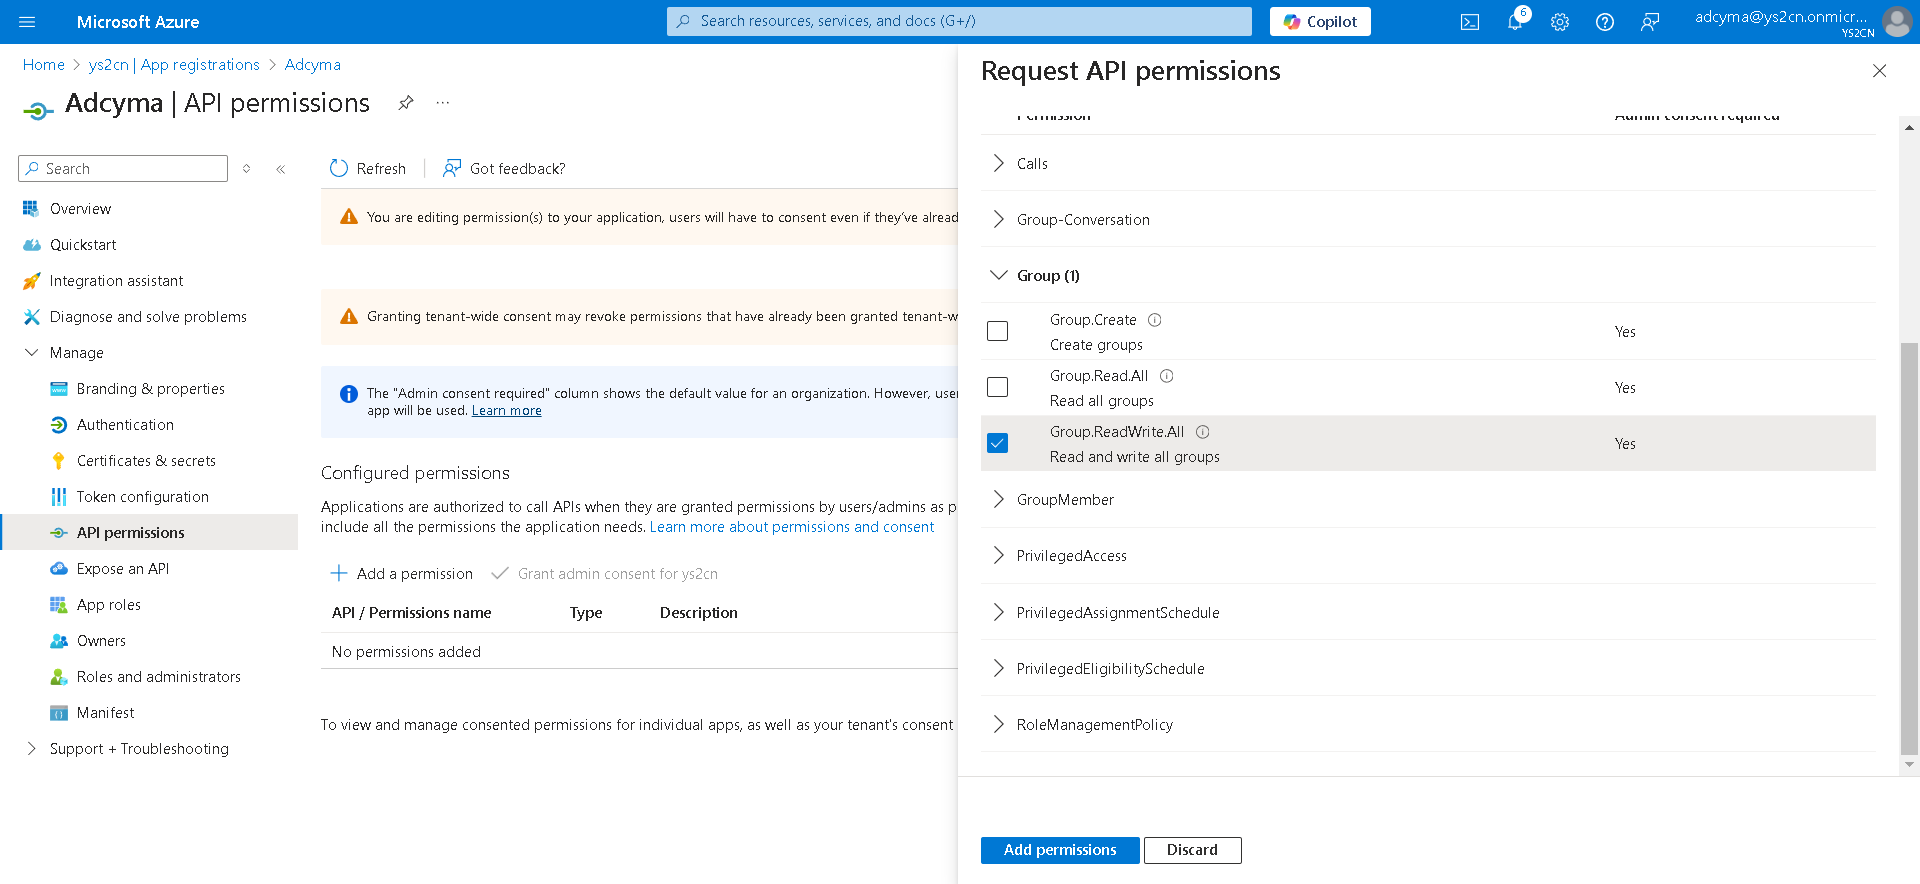 Microsoft Azure
Search resources, services, and docs (G+/)
Copilot
6
adcyma@ys2cn.onmicr...
YS2CN
Home > ys2cn | App registrations > Adcyma
Adcyma | API permissions
...
Search
Overview
Quickstart
Integration assistant
Diagnose and solve problems
Manage
Branding & properties
Authentication
Certificates & secrets
Token configuration
API permissions
Expose an API
App roles
Owners
Roles and administrators
Manifest
Support + Troubleshooting
Refresh
Got feedback?
You are editing permission(s) to your application, users will have to consent even if they've alread
Granting tenant-wide consent may revoke permissions that have already been granted tenant-w
The "Admin consent required" column shows the default value for an organization. However, use
app will be used. Learn more
Configured permissions
Applications are authorized to call APIs when they are granted permissions by users/admins as p
include all the permissions the application needs. Learn more about permissions and consent
Add a permission
Grant admin consent for ys2cn
API / Permissions name Type Description
No permissions added
To view and manage consented permissions for individual apps, as well as your tenant's consent
Request API permissions
Permission Admin consent required
Calls
Group-Conversation
Group (1)
Group.Create
Create groups
Yes
Group.Read.All
Read all groups
Yes
Group.ReadWrite.All
Read and write all groups
Yes
GroupMember
PrivilegedAccess
PrivilegedAssignmentSchedule
PrivilegedEligibilitySchedule
RoleManagementPolicy
Add permissions
Discard